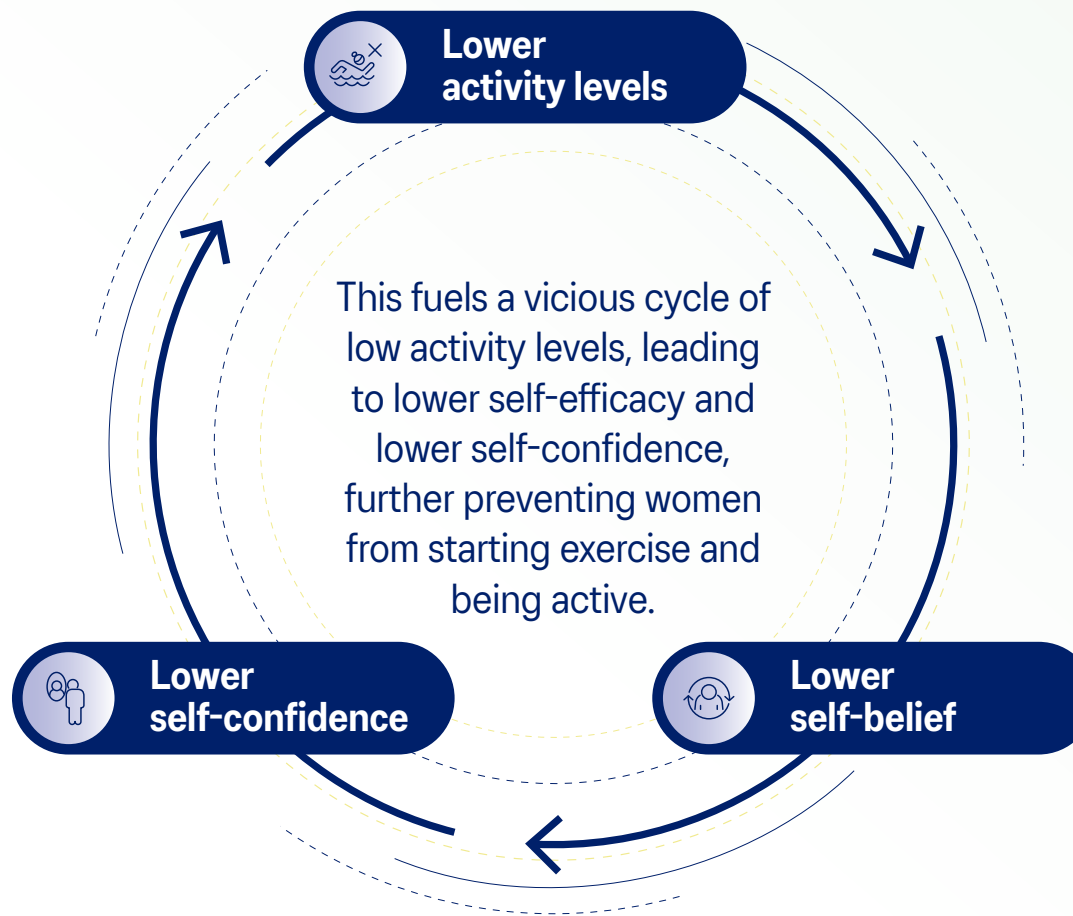 Lower
activity levels
This fuels a vicious cycle of
low activity levels, leading
to lower self-efficacy and
lower self-confidence,
further preventing women
from starting exercise and
being active.
Lower
self-confidence
Lower
self-belief